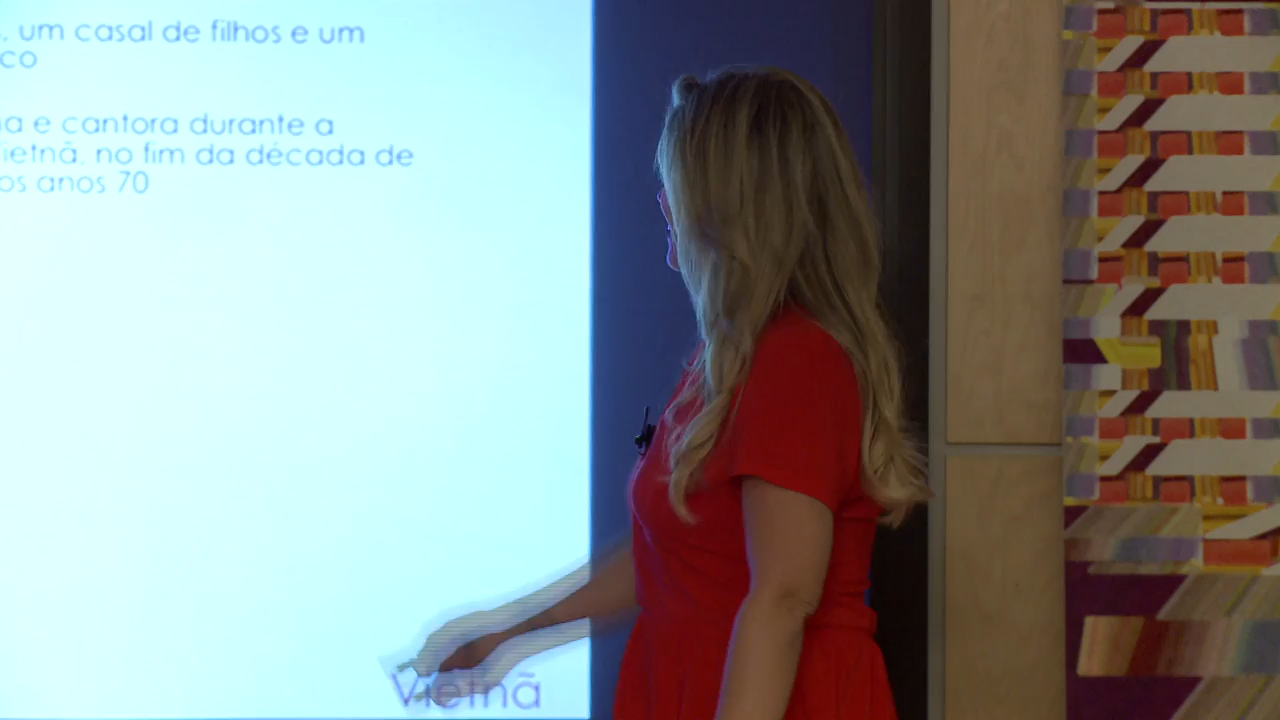 , um casal de filhos e um
co
a e cantora durante a
ietnã, no fim da década de
os anos 70
Vietnã